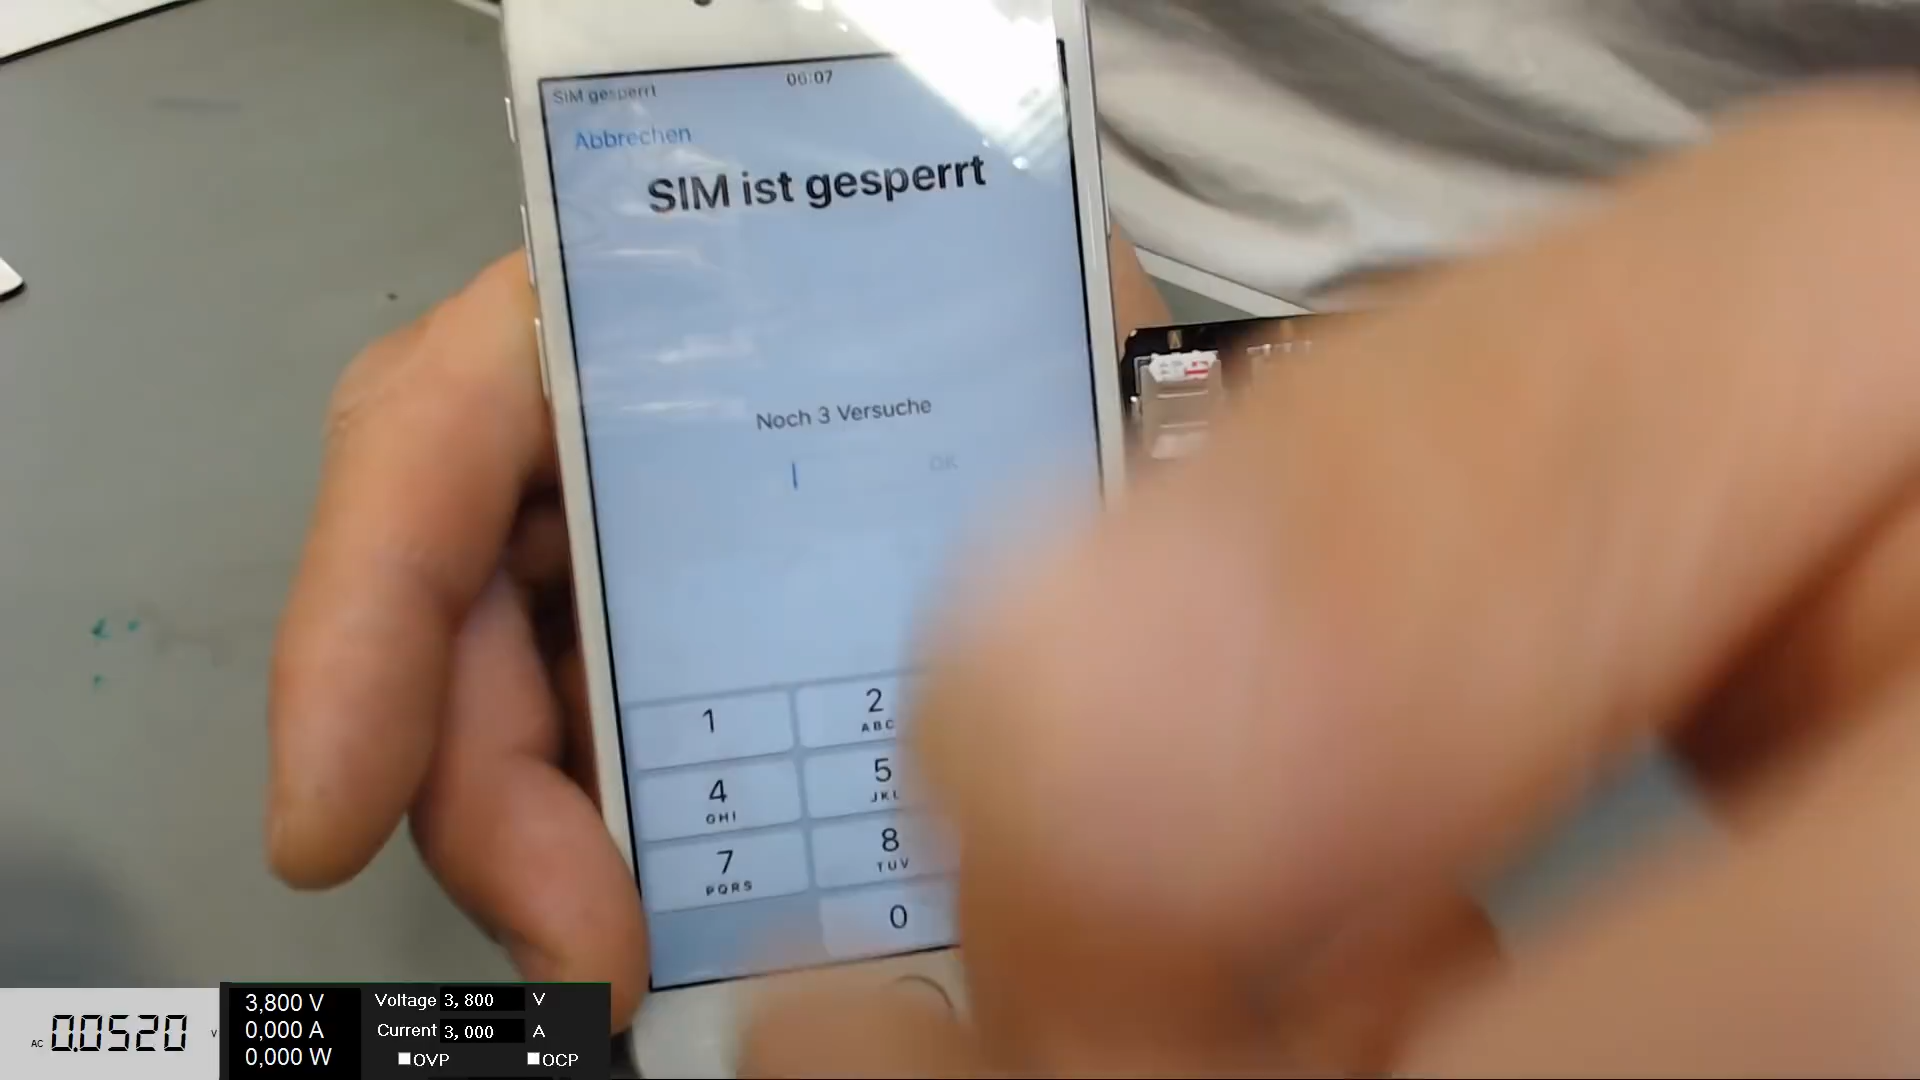 06:07
SIM gesperrt
Abbrechen
SIM ist gesperrt
Noch 3 Versuche
OK
1
2
ABC
4
GHI
5
JKL
7
PQRS
8
TUV
0
AC 0.0520 V
3,800 V
0,000 A
0,000 W
Voltage 3, 800 V
Current 3, 000 A
OVP
OCP